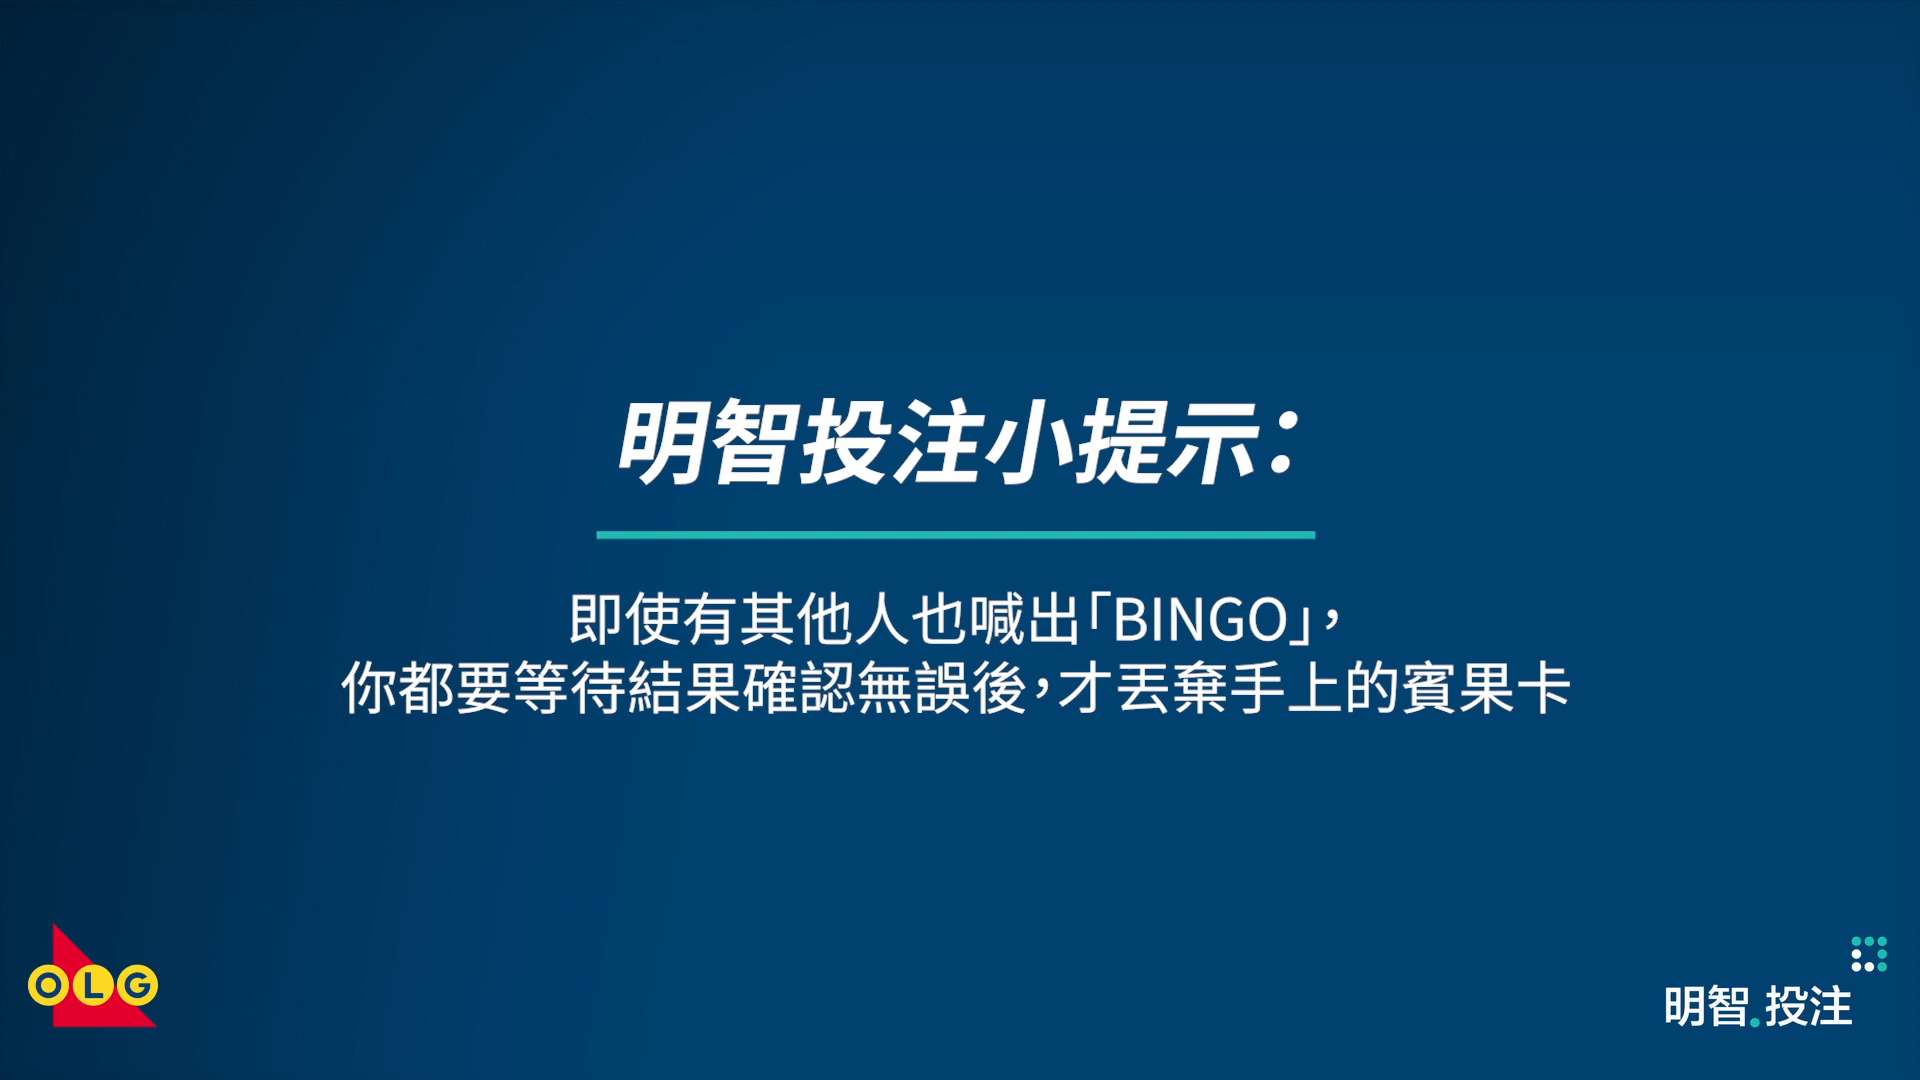 明智投注小提示：
即使有其他人也喊出「BINGO」，
你都要等待結果確認無誤後，才丟棄手上的賓果卡
OLG
明智.投注